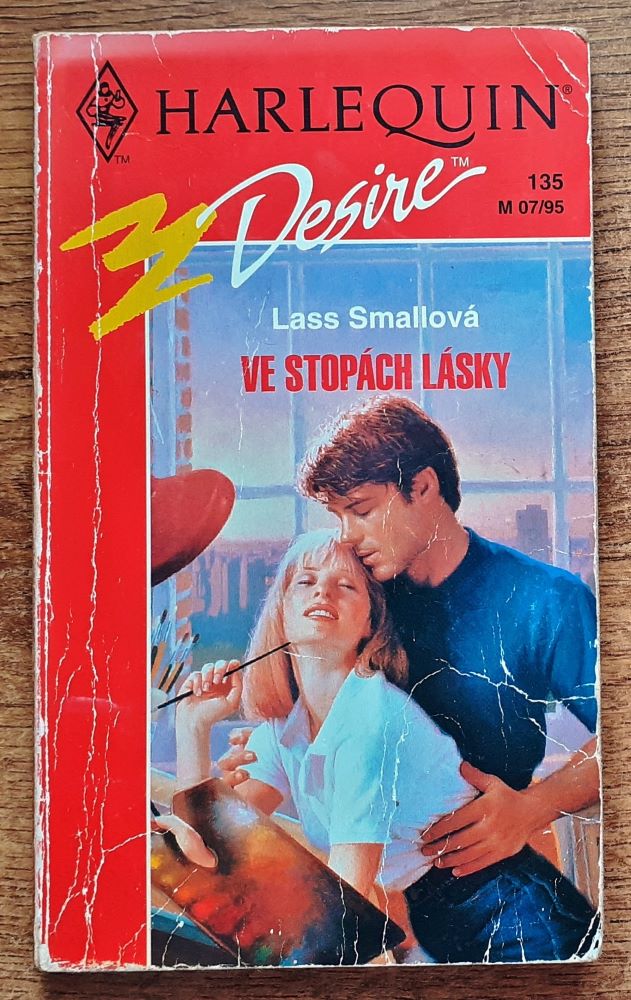 HARLEQUIN®
TM
Desire™
135
M 07/95
Lass Smallová
VE STOPÁCH LÁSKY